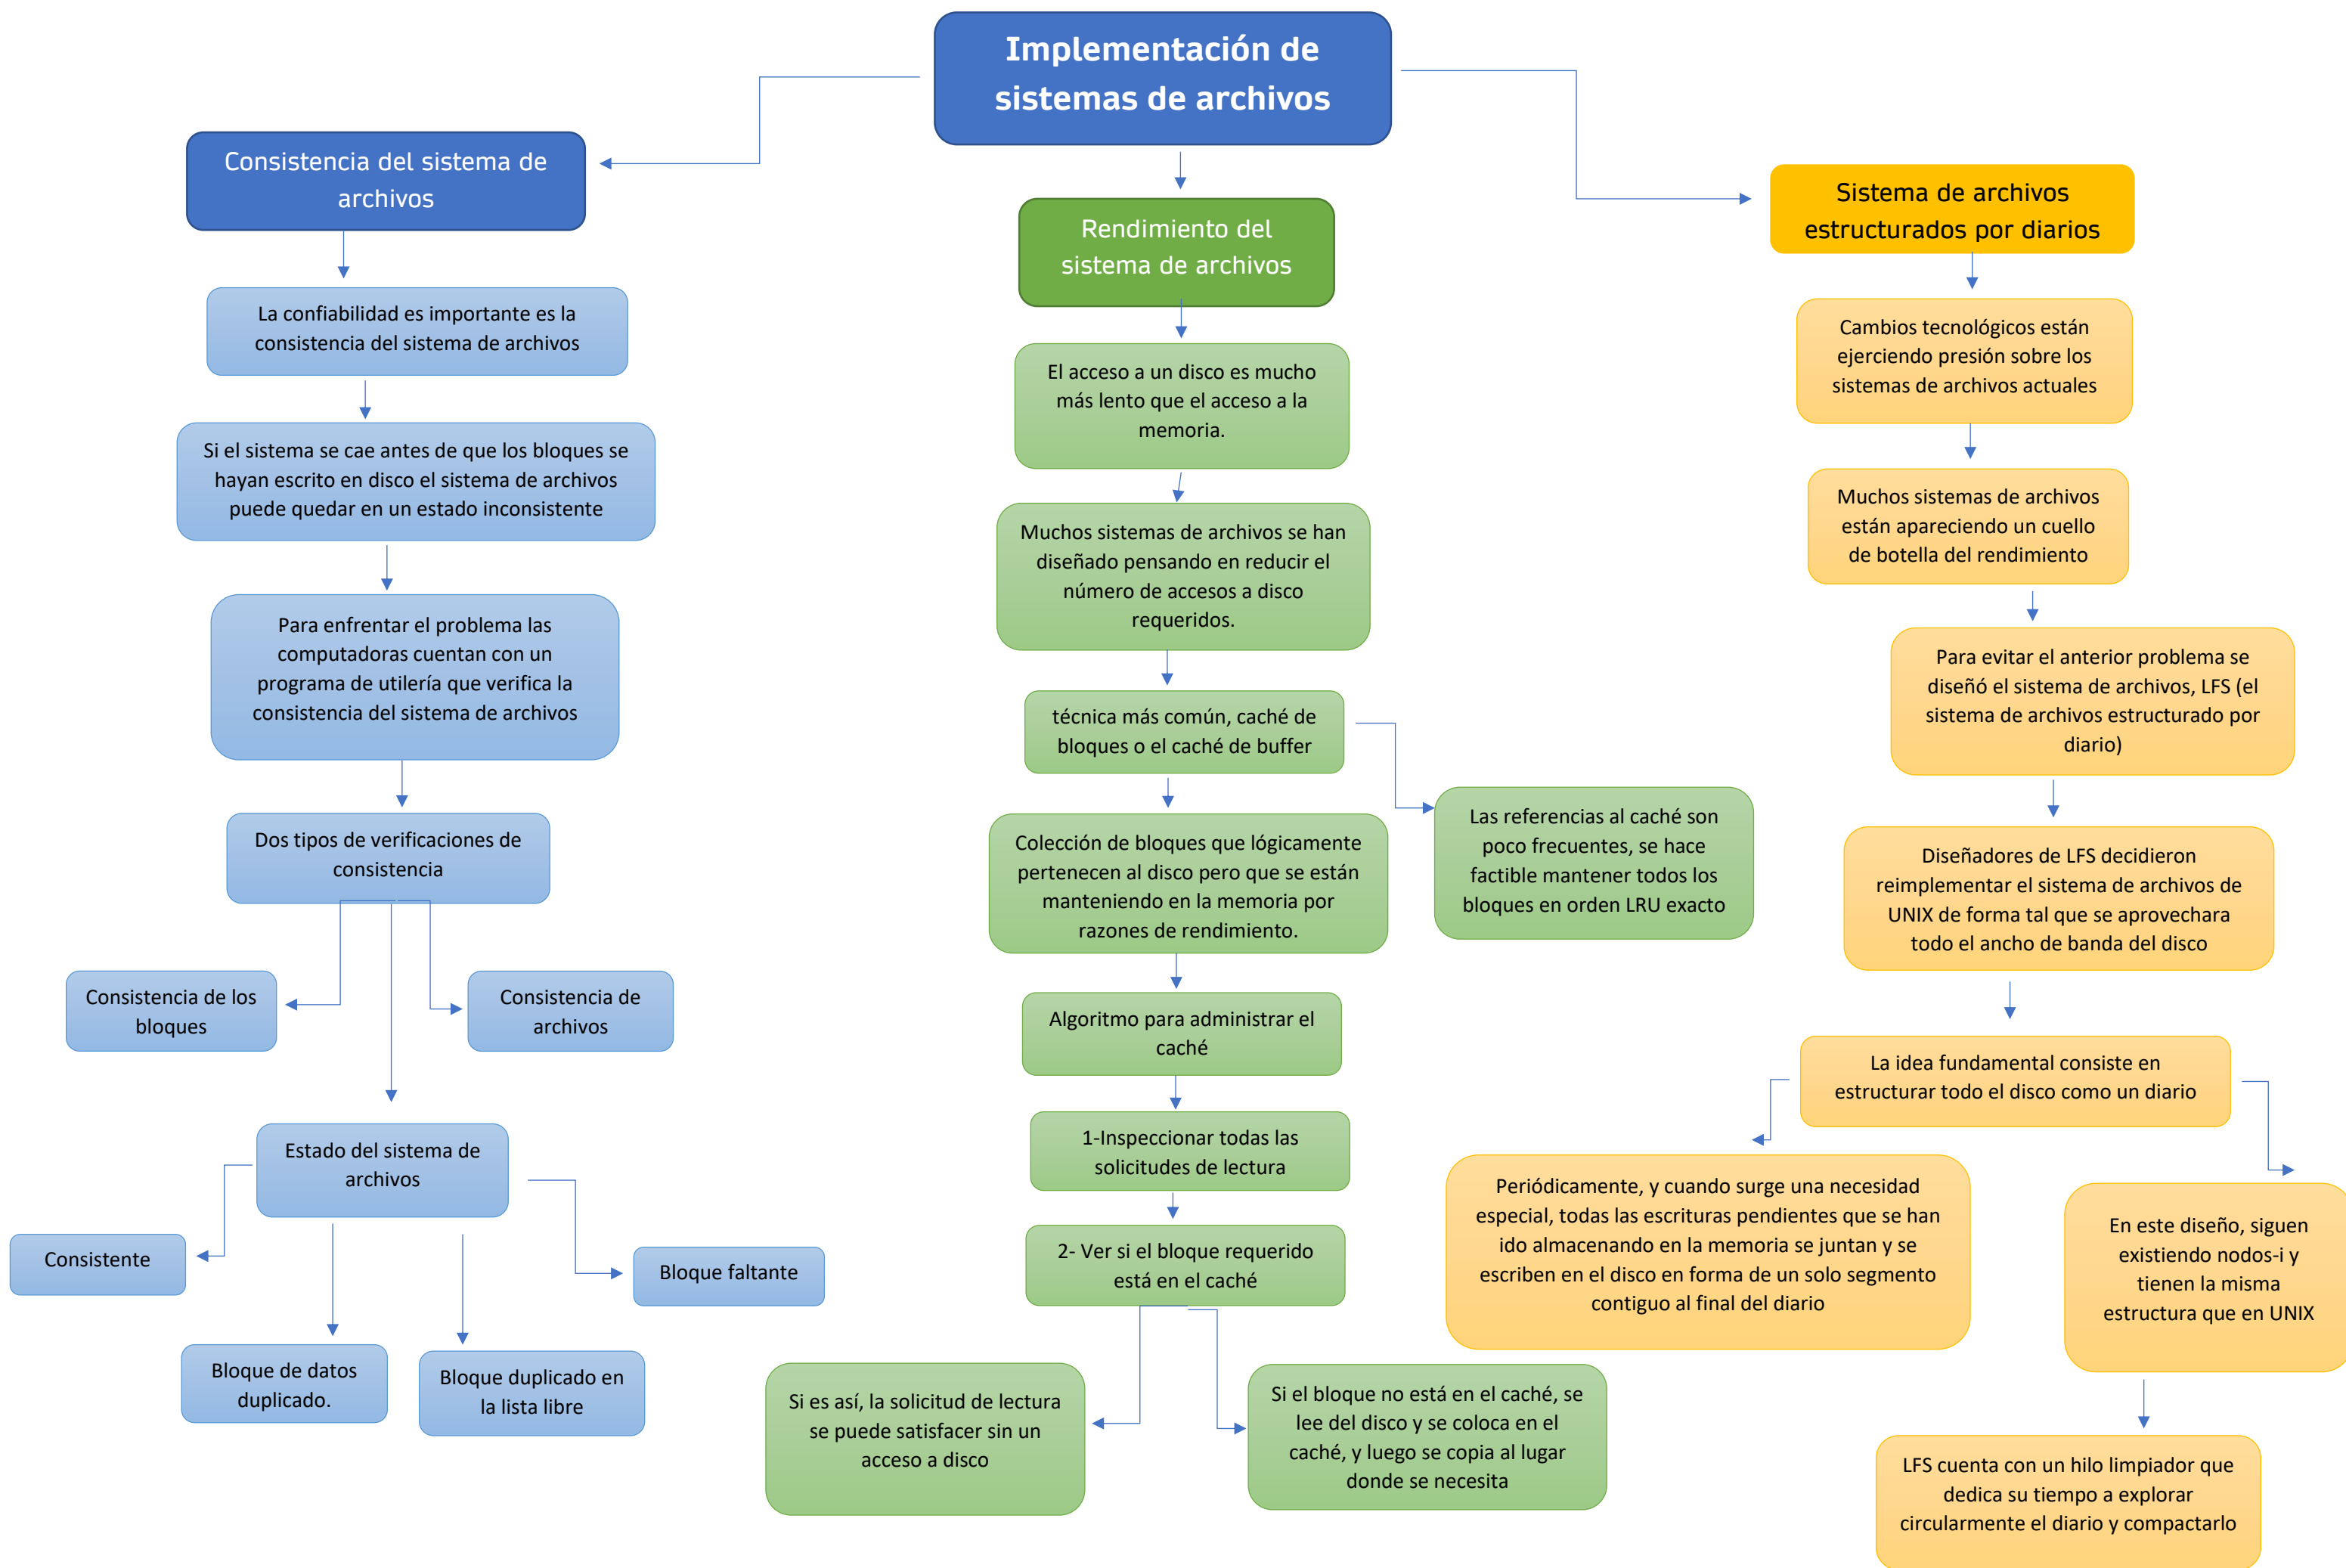 Implementación de
sistemas de archivos
Consistencia del sistema de
archivos
La confiabilidad es importante es la
consistencia del sistema de archivos
Si el sistema se cae antes de que los bloques se
hayan escrito en disco el sistema de archivos
puede quedar en un estado inconsistente
Para enfrentar el problema las
computadoras cuentan con un
programa de utilería que verifica la
consistencia del sistema de archivos
Dos tipos de verificaciones de
consistencia
Consistencia de los
bloques
Consistencia de
archivos
Estado del sistema de
archivos
Consistente
Bloque faltante
Bloque de datos
duplicado.
Bloque duplicado en
la lista libre
Rendimiento del
sistema de archivos
El acceso a un disco es mucho
más lento que el acceso a la
memoria.
Muchos sistemas de archivos se han
diseñado pensando en reducir el
número de accesos a disco
requeridos.
técnica más común, caché de
bloques o el caché de buffer
Las referencias al caché son
poco frecuentes, se hace
factible mantener todos los
bloques en orden LRU exacto
Colección de bloques que lógicamente
pertenecen al disco pero que se están
manteniendo en la memoria por
razones de rendimiento.
Algoritmo para administrar el
caché
1-Inspeccionar todas las
solicitudes de lectura
2- Ver si el bloque requerido
está en el caché
Si es así, la solicitud de lectura
se puede satisfacer sin un
acceso a disco
Si el bloque no está en el caché, se
lee del disco y se coloca en el
caché, y luego se copia al lugar
donde se necesita
Sistema de archivos
estructurados por diarios
Cambios tecnológicos están
ejerciendo presión sobre los
sistemas de archivos actuales
Muchos sistemas de archivos
están apareciendo un cuello
de botella del rendimiento
Para evitar el anterior problema se
diseñó el sistema de archivos, LFS (el
sistema de archivos estructurado por
diario)
Diseñadores de LFS decidieron
reimplementar el sistema de archivos de
UNIX de forma tal que se aprovechara
todo el ancho de banda del disco
La idea fundamental consiste en
estructurar todo el disco como un diario
Periódicamente, y cuando surge una necesidad
especial, todas las escrituras pendientes que se han
ido almacenando en la memoria se juntan y se
escriben en el disco en forma de un solo segmento
contiguo al final del diario
En este diseño, siguen
existiendo nodos-i y
tienen la misma
estructura que en UNIX
LFS cuenta con un hilo limpiador que
dedica su tiempo a explorar
circularmente el diario y compactarlo